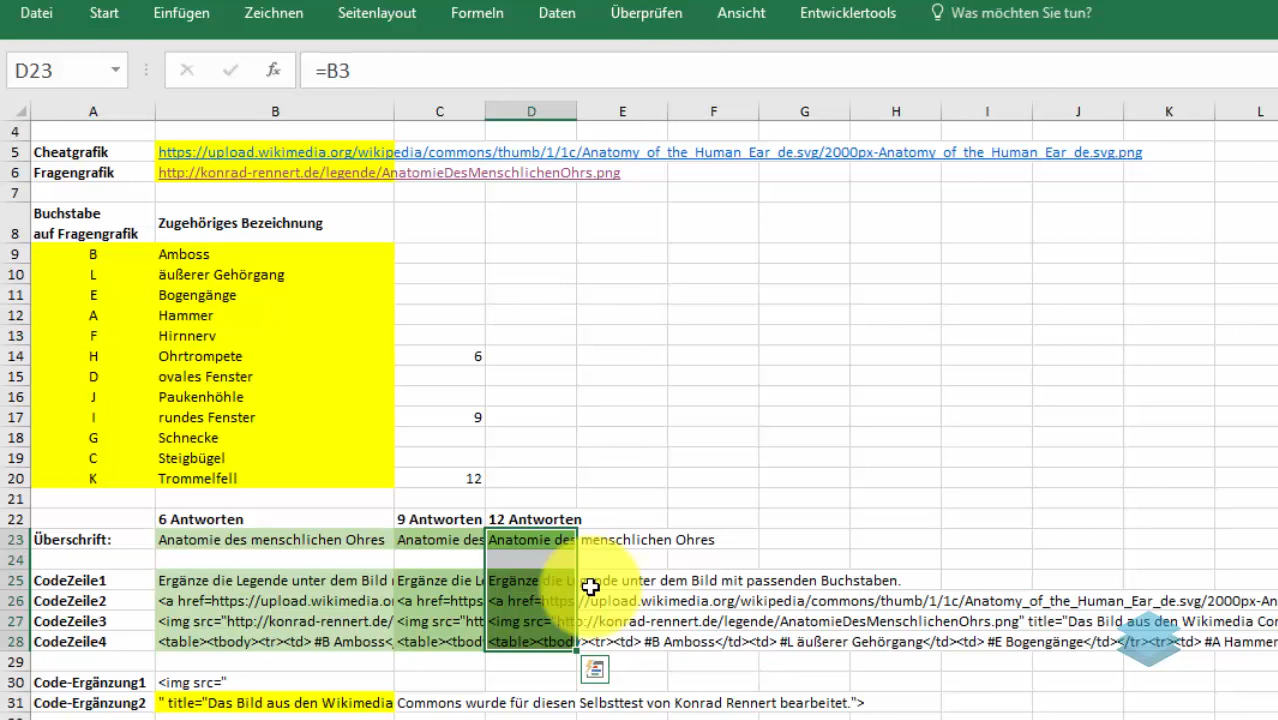 Datei Start Einfügen Zeichnen Seitenlayout Formeln Daten Überprüfen Ansicht Entwicklertools Was möchten Sie tun?
D23 fx =B3
A B C D E F G H I J K L
4
5 Cheatgrafik https://upload.wikimedia.org/wikipedia/commons/thumb/1/1c/Anatomy_of_the_Human_Ear_de.svg/2000px-Anatomy_of_the_Human_Ear_de.svg.png
6 Fragengrafik http://konrad-rennert.de/legende/AnatomieDesMenschlichenOhrs.png
7
Buchstabe
8 auf Fragengrafik Zugehöriges Bezeichnung
9 B Amboss
10 L äußerer Gehörgang
11 E Bogengänge
12 A Hammer
13 F Hirnnerv
14 H Ohrtrompete 6
15 D ovales Fenster
16 J Paukenhöhle
17 I rundes Fenster 9
18 G Schnecke
19 C Steigbügel
20 K Trommelfell 12
21
22 6 Antworten 9 Antworten 12 Antworten
23 Überschrift: Anatomie des menschlichen Ohres Anatomie des Anatomie des menschlichen Ohres
24
25 CodeZeile1 Ergänze die Legende unter dem Bild Ergänze die Le Ergänze die Legende unter dem Bild mit passenden Buchstaben.
26 CodeZeile2 <a href=https://upload.wikimedia.or <a href=https <a href=https://upload.wikimedia.org/wikipedia/commons/thumb/1/1c/Anatomy_of_the_Human_Ear_de.svg/2000px-An
27 CodeZeile3 <img src="http://konrad-rennert.de/ <img src="htt <img src="http://konrad-rennert.de/legende/AnatomieDesMenschlichenOhrs.png" title="Das Bild aus den Wikimedia Co
28 CodeZeile4 <table><tbody><tr><td> #B Amboss</ <table><tbod <table><tbody><tr><td> #B Amboss</td><td> #L äußerer Gehörgang</td><td> #E Bogengänge</td></tr><tr><td> #A Hammer
29
30 Code-Ergänzung1 <img src="
31 Code-Ergänzung2 " title="Das Bild aus den Wikimedia Commons wurde für diesen Selbsttest von Konrad Rennert bearbeitet.">